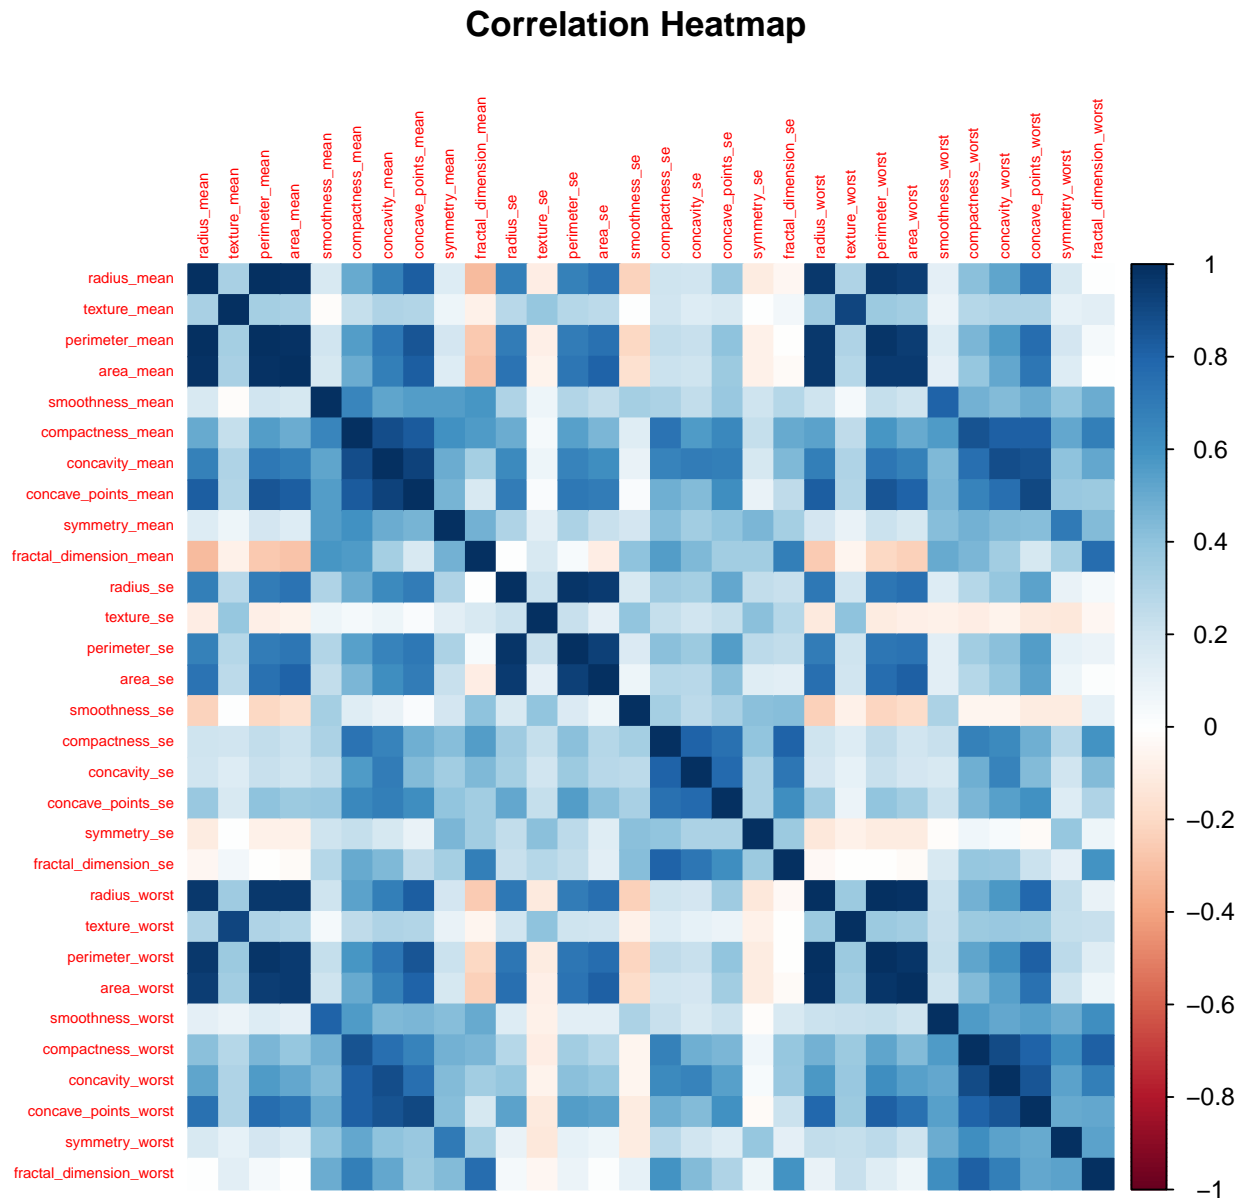 Correlation Heatmap
radius_mean
texture_mean
perimeter_mean
area_mean
smoothness_mean
compactness_mean
concavity_mean
concave_points_mean
symmetry_mean
fractal_dimension_mean
radius_se
texture_se
perimeter_se
area_se
smoothness_se
compactness_se
concavity_se
concave_points_se
symmetry_se
fractal_dimension_se
radius_worst
texture_worst
perimeter_worst
area_worst
smoothness_worst
compactness_worst
concavity_worst
concave_points_worst
symmetry_worst
fractal_dimension_worst
radius_mean
texture_mean
perimeter_mean
area_mean
smoothness_mean
compactness_mean
concavity_mean
concave_points_mean
symmetry_mean
fractal_dimension_mean
radius_se
texture_se
perimeter_se
area_se
smoothness_se
compactness_se
concavity_se
concave_points_se
symmetry_se
fractal_dimension_se
radius_worst
texture_worst
perimeter_worst
area_worst
smoothness_worst
compactness_worst
concavity_worst
concave_points_worst
symmetry_worst
fractal_dimension_worst
1
0.8
0.6
0.4
0.2
0
−0.2
−0.4
−0.6
−0.8
−1